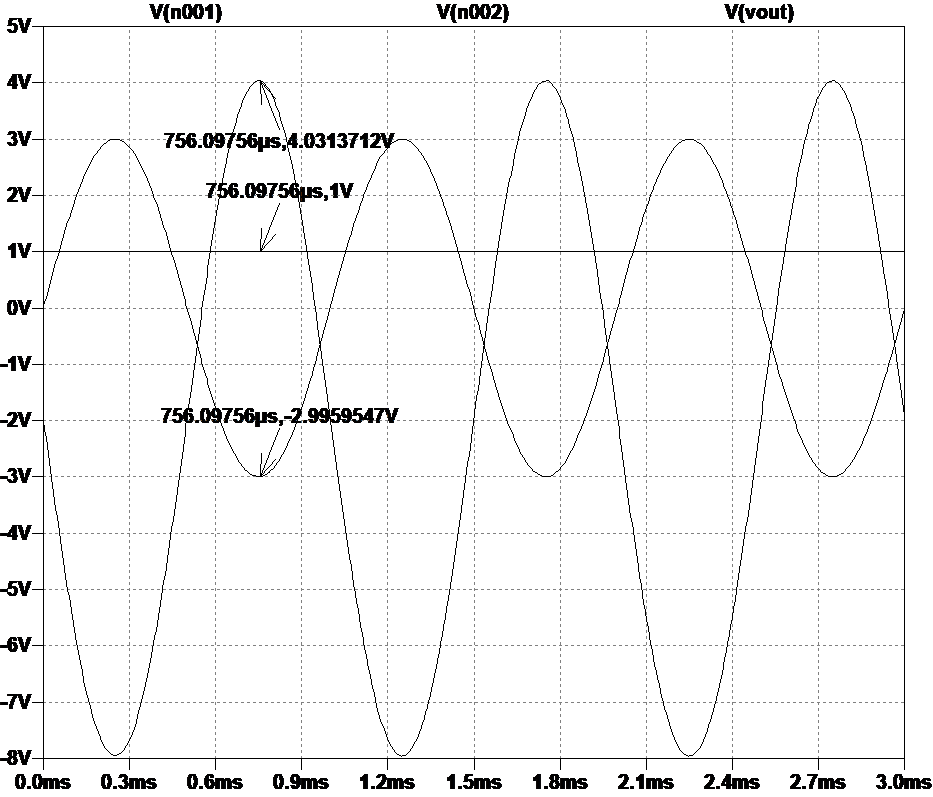 V(n001) V(n002) V(vout)
5V
4V
756.09756µs,4.0313712V
3V
756.09756µs,1V
2V
1V
0V
-1V
756.09756µs,-2.9959547V
-2V
-3V
-4V
-5V
-6V
-7V
-8V
0.0ms 0.3ms 0.6ms 0.9ms 1.2ms 1.5ms 1.8ms 2.1ms 2.4ms 2.7ms 3.0ms